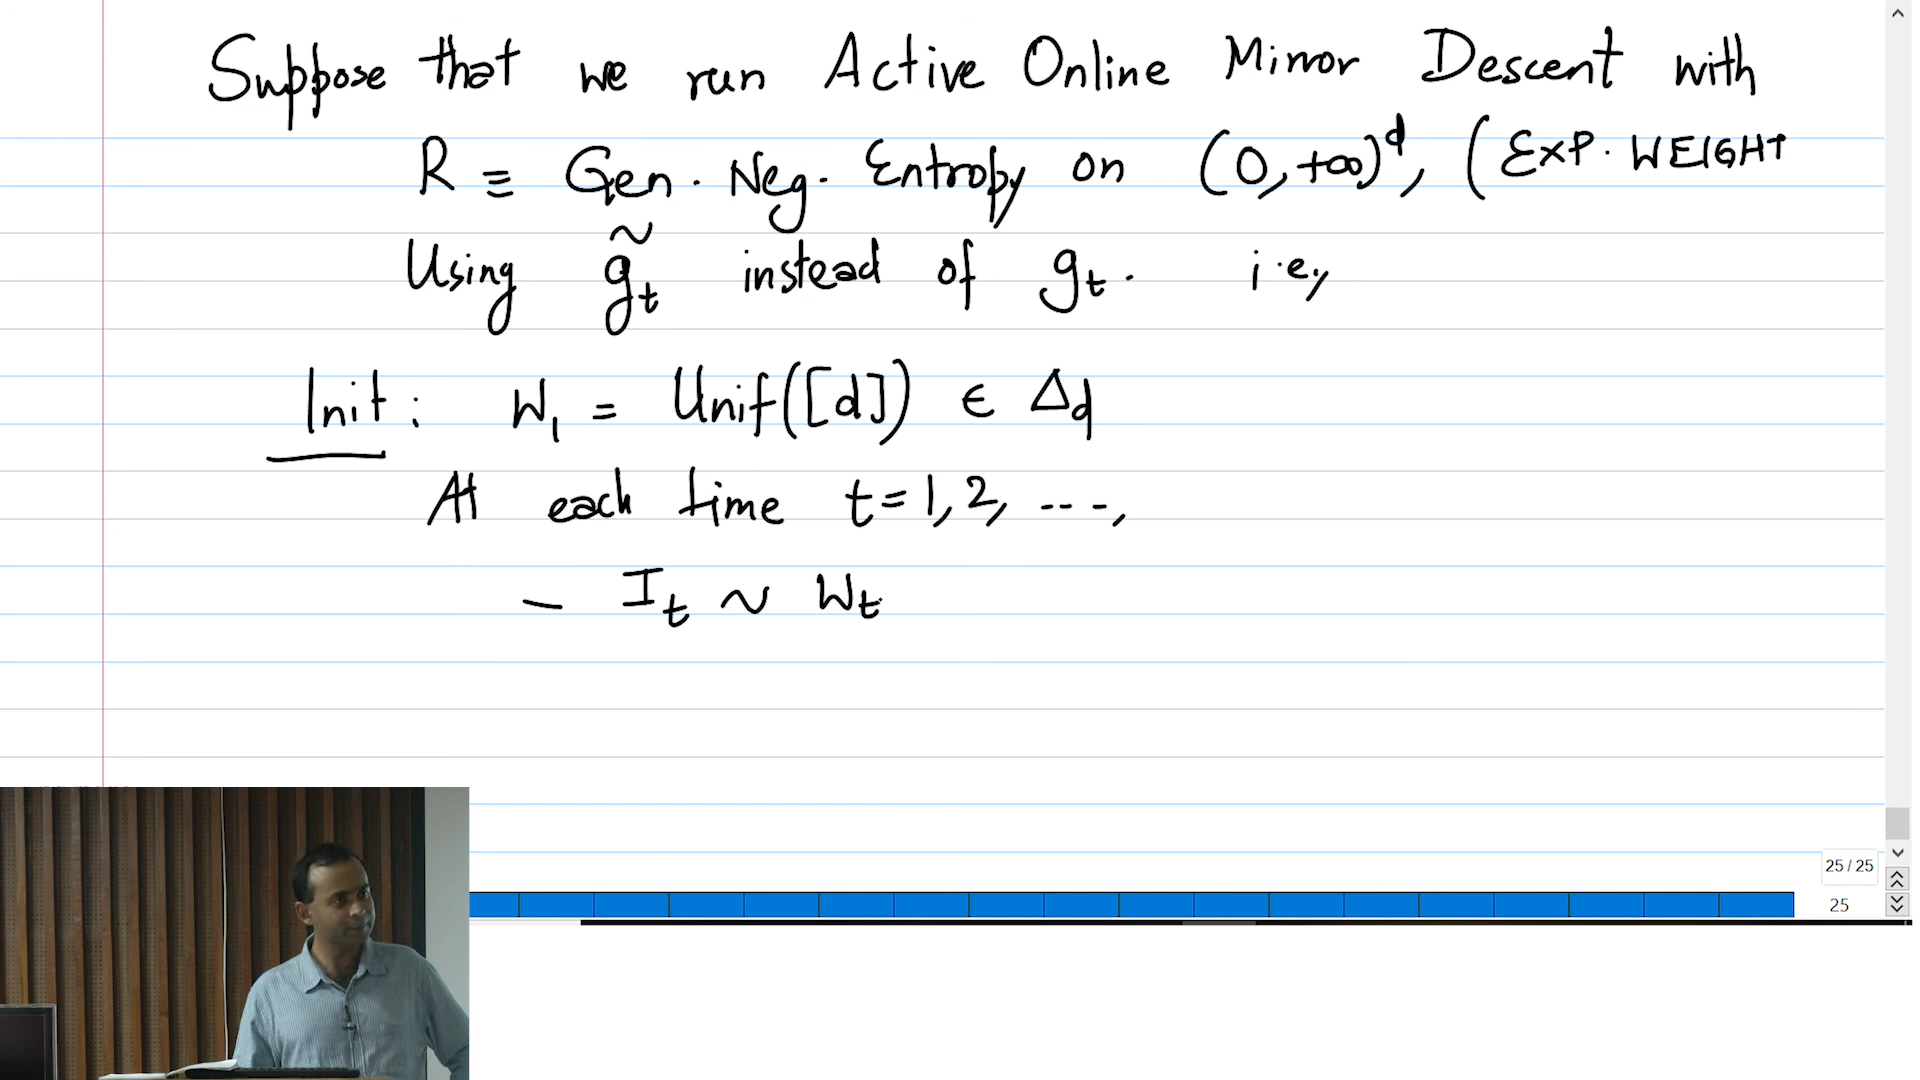 Suppose that we run Active Online Mirror Descent with
R ≡ Gen. Neg. Entropy on (0, +∞)^d, (EXP. WEIGHT
Using g̃_t instead of g_t. i.e.,
Init: W_1 = Unif([d]) ∈ Δ_d
At each time t = 1, 2, ---,
- I_t ~ W_t
25 / 25
25